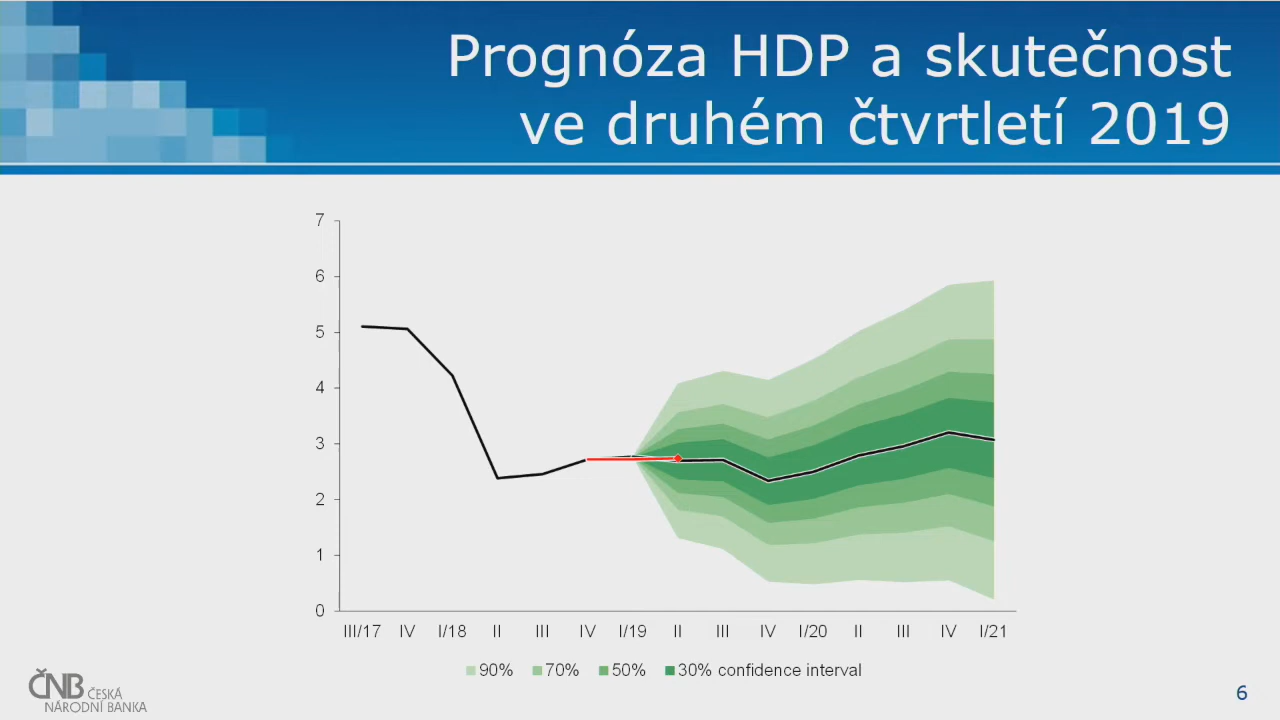 Prognóza HDP a skutečnost
ve druhém čtvrtletí 2019
7
6
5
4
3
2
1
0
III/17 IV I/18 II III IV I/19 II III IV I/20 II III IV I/21
90% 70% 50% 30% confidence interval
ČNB ČESKÁ
NÁRODNÍ BANKA
6